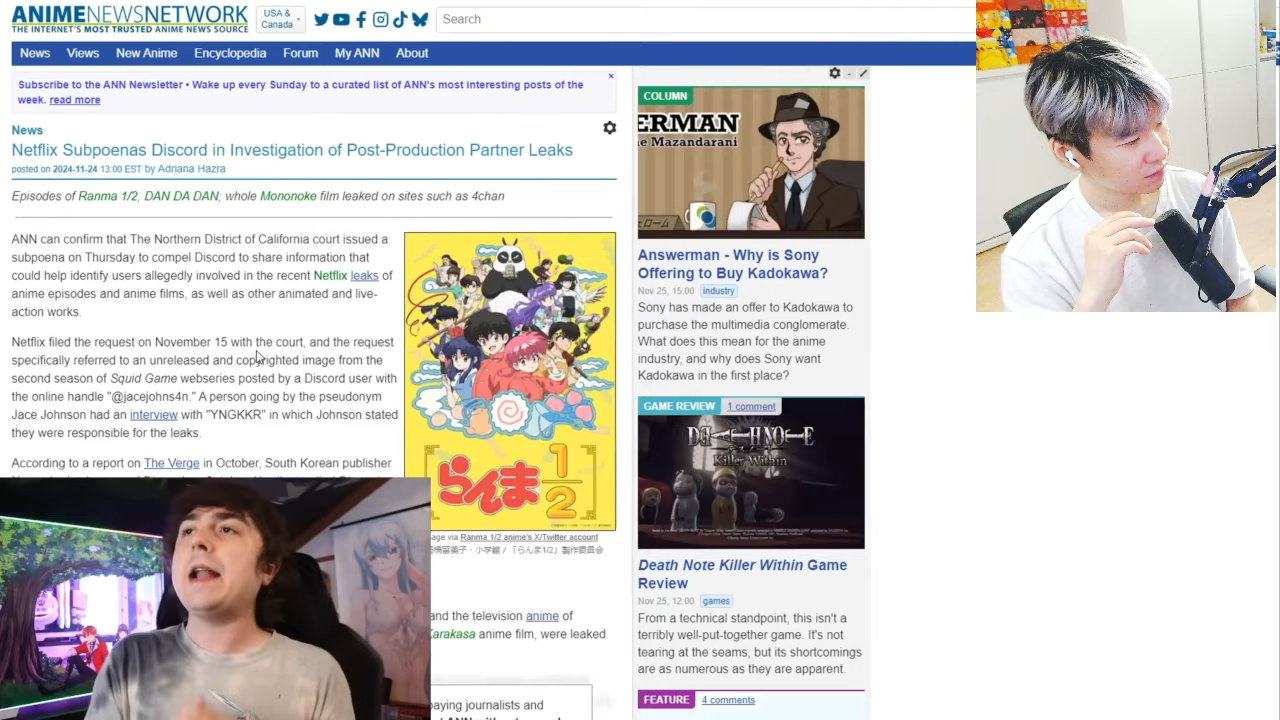 ANIMENEWSNETWORK
THE INTERNET'S MOST TRUSTED ANIME NEWS SOURCE
USA &
Canada
Search
News Views New Anime Encyclopedia Forum My ANN About
Subscribe to the ANN Newsletter • Wake up every Sunday to a curated list of ANN's most interesting posts of the
week. read more
News
Netflix Subpoenas Discord in Investigation of Post-Production Partner Leaks
posted on 2024-11-24 13:00 EST by Adriana Hazra
Episodes of Ranma 1/2, DAN DA DAN; whole Mononoke film leaked on sites such as 4chan
ANN can confirm that The Northern District of California court issued a
subpoena on Thursday to compel Discord to share information that
could help identify users allegedly involved in the recent Netflix leaks of
anime episodes and anime films, as well as other animated and live-
action works.
Netflix filed the request on November 15 with the court, and the request
specifically referred to an unreleased and copyrighted image from the
second season of Squid Game webseries posted by a Discord user with
the online handle "@jacejohns4n." A person going by the pseudonym
Jace Johnson had an interview with "YNGKKR" in which Johnson stated
they were responsible for the leaks.
According to a report on The Verge in October, South Korean publisher
らんま1/2
age via Ranma 1/2 anime's X/Twitter account
橋留美子・小学館 / 「らんま1/2」製作委員会
and the television anime of
Karakasa anime film, were leaked
paying journalists and
COLUMN
ERMAN
e Mazandarani
Answerman - Why is Sony
Offering to Buy Kadokawa?
Nov 25, 15:00 industry
Sony has made an offer to Kadokawa to
purchase the multimedia conglomerate.
What does this mean for the anime
industry, and why does Sony want
Kadokawa in the first place?
GAME REVIEW 1 comment
DEATH NOTE
Killer Within
Death Note Killer Within Game
Review
Nov 25, 12:00 games
From a technical standpoint, this isn't a
terribly well-put-together game. It's not
tearing at the seams, but its shortcomings
are as numerous as they are apparent.
FEATURE 4 comments